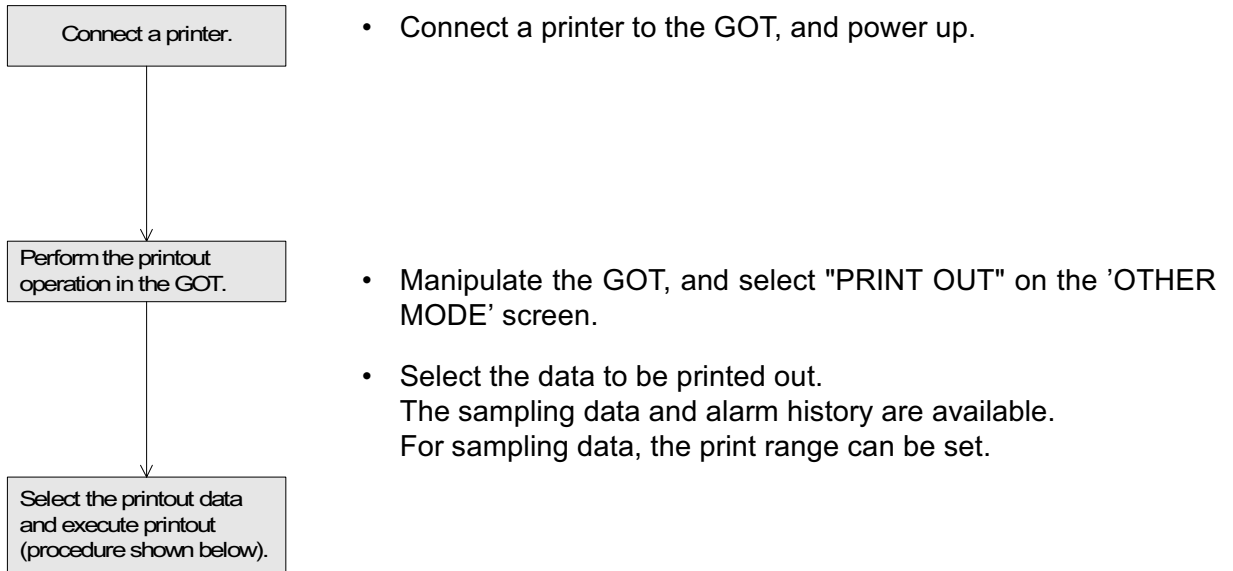 Connect a printer.
• Connect a printer to the GOT, and power up.
Perform the printout
operation in the GOT.
• Manipulate the GOT, and select "PRINT OUT" on the ’OTHER
MODE’ screen.
• Select the data to be printed out.
The sampling data and alarm history are available.
For sampling data, the print range can be set.
Select the printout data
and execute printout
(procedure shown below).